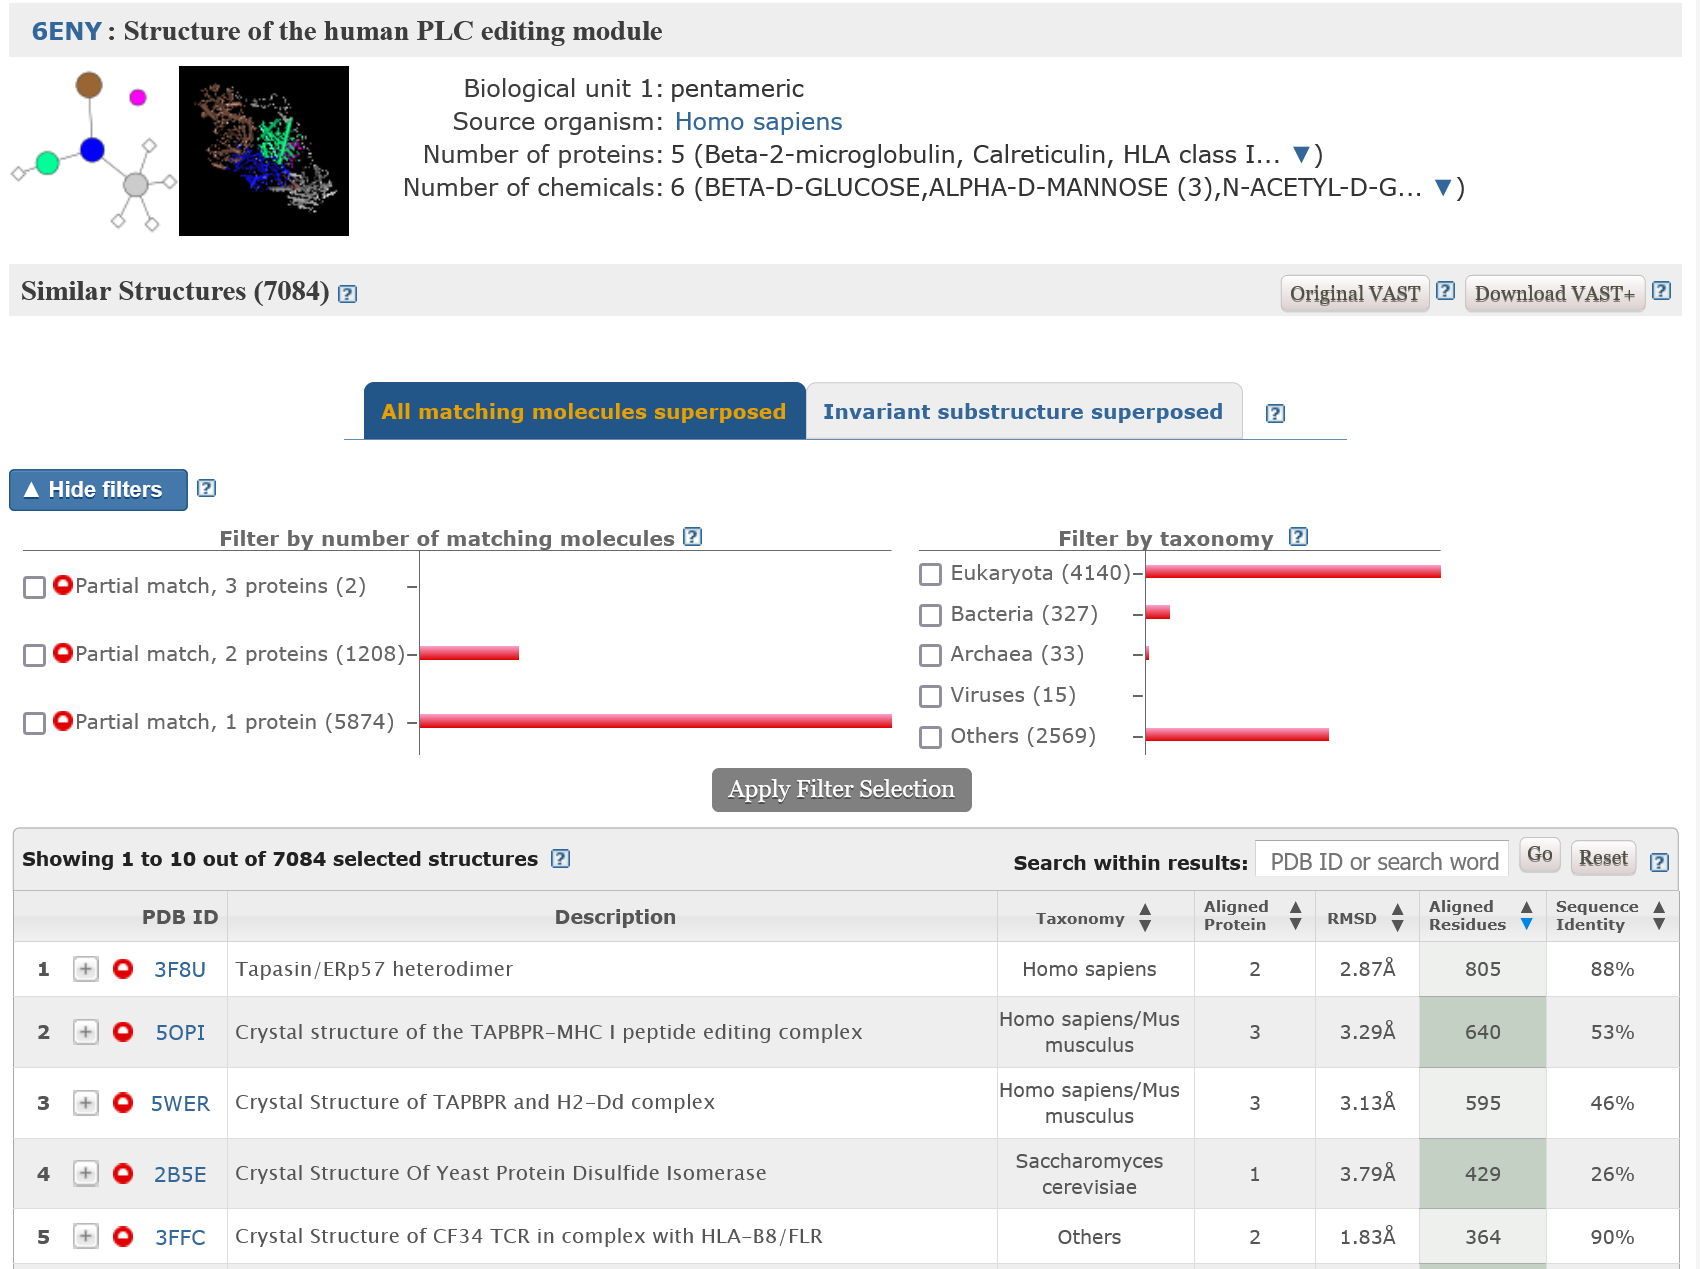 6ENY : Structure of the human PLC editing module
Biological unit 1: pentameric
Source organism: Homo sapiens
Number of proteins: 5 (Beta-2-microglobulin, Calreticulin, HLA class I... ▼)
Number of chemicals: 6 (BETA-D-GLUCOSE,ALPHA-D-MANNOSE (3),N-ACETYL-D-G... ▼)
Similar Structures (7084) ?
Original VAST ? Download VAST+ ?
All matching molecules superposed Invariant substructure superposed ?
▲ Hide filters ?
Filter by number of matching molecules ?
Partial match, 3 proteins (2)
Partial match, 2 proteins (1208)
Partial match, 1 protein (5874)
Filter by taxonomy ?
Eukaryota (4140)
Bacteria (327)
Archaea (33)
Viruses (15)
Others (2569)
Apply Filter Selection
Showing 1 to 10 out of 7084 selected structures ?
Search within results: PDB ID or search word Go Reset ?
PDB ID Description Taxonomy ▲▼ Aligned Protein ▲▼ RMSD ▲▼ Aligned Residues ▲▼ Sequence Identity ▲▼
1 + 3F8U Tapasin/ERp57 heterodimer Homo sapiens 2 2.87Å 805 88%
2 + 5OPI Crystal structure of the TAPBPR-MHC I peptide editing complex Homo sapiens/Mus musculus 3 3.29Å 640 53%
3 + 5WER Crystal Structure of TAPBPR and H2-Dd complex Homo sapiens/Mus musculus 3 3.13Å 595 46%
4 + 2B5E Crystal Structure Of Yeast Protein Disulfide Isomerase Saccharomyces cerevisiae 1 3.79Å 429 26%
5 + 3FFC Crystal Structure of CF34 TCR in complex with HLA-B8/FLR Others 2 1.83Å 364 90%